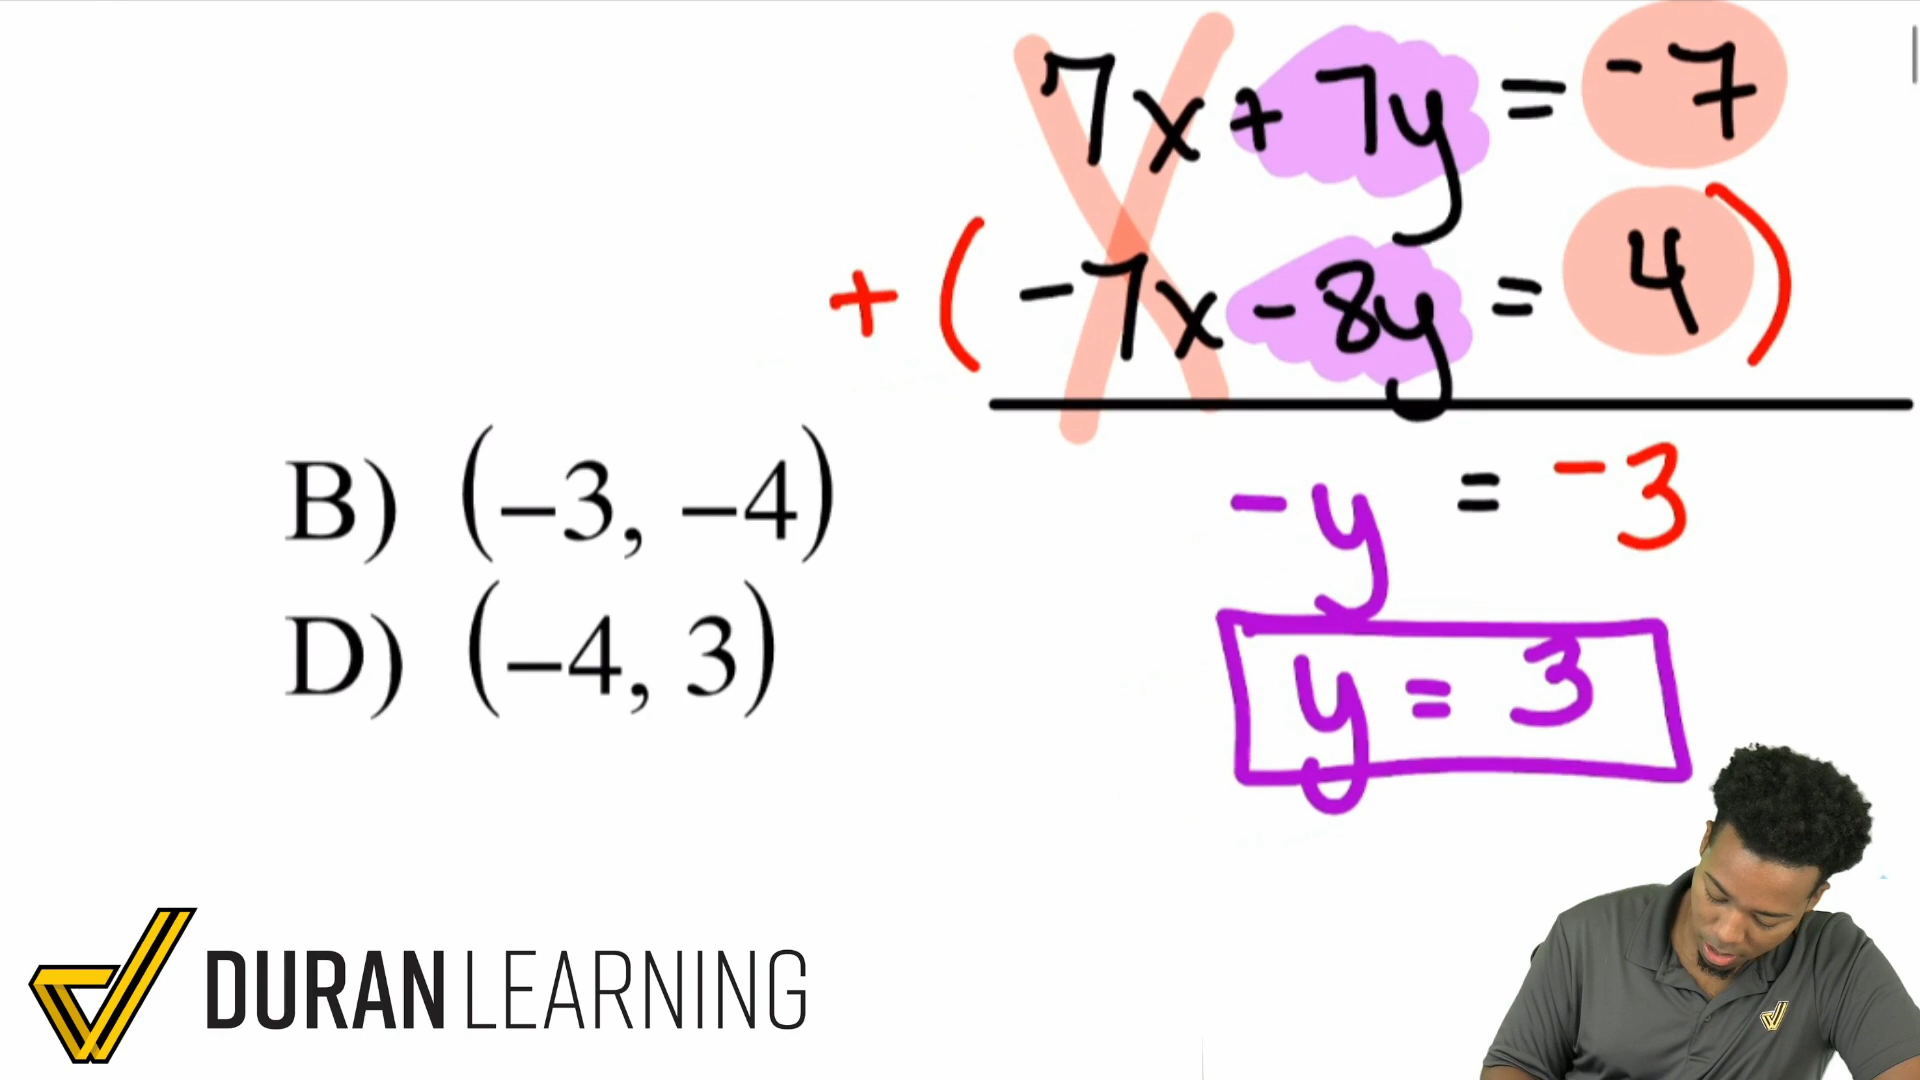 7x + 7y = -7
+ ( -7x - 8y = 4 )
-y = -3
y = 3
B) (−3, −4)
D) (−4, 3)
DURAN LEARNING